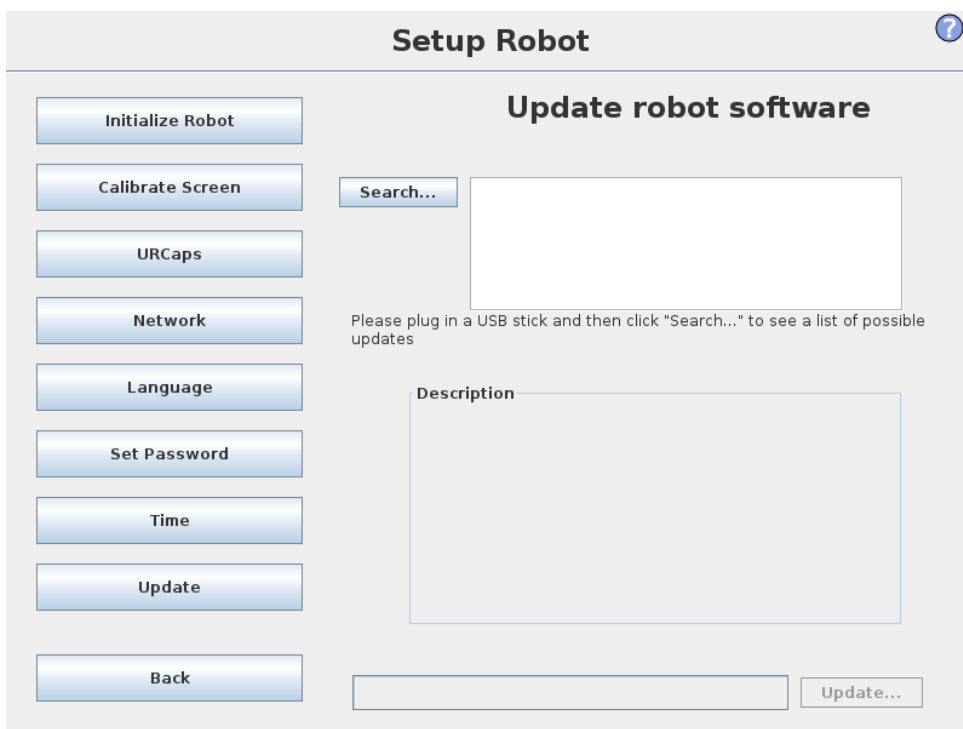 Setup Robot
?
Initialize Robot
Calibrate Screen
URCaps
Network
Language
Set Password
Time
Update
Back
Update robot software
Search...
Please plug in a USB stick and then click "Search..." to see a list of possible
updates
Description
Update...